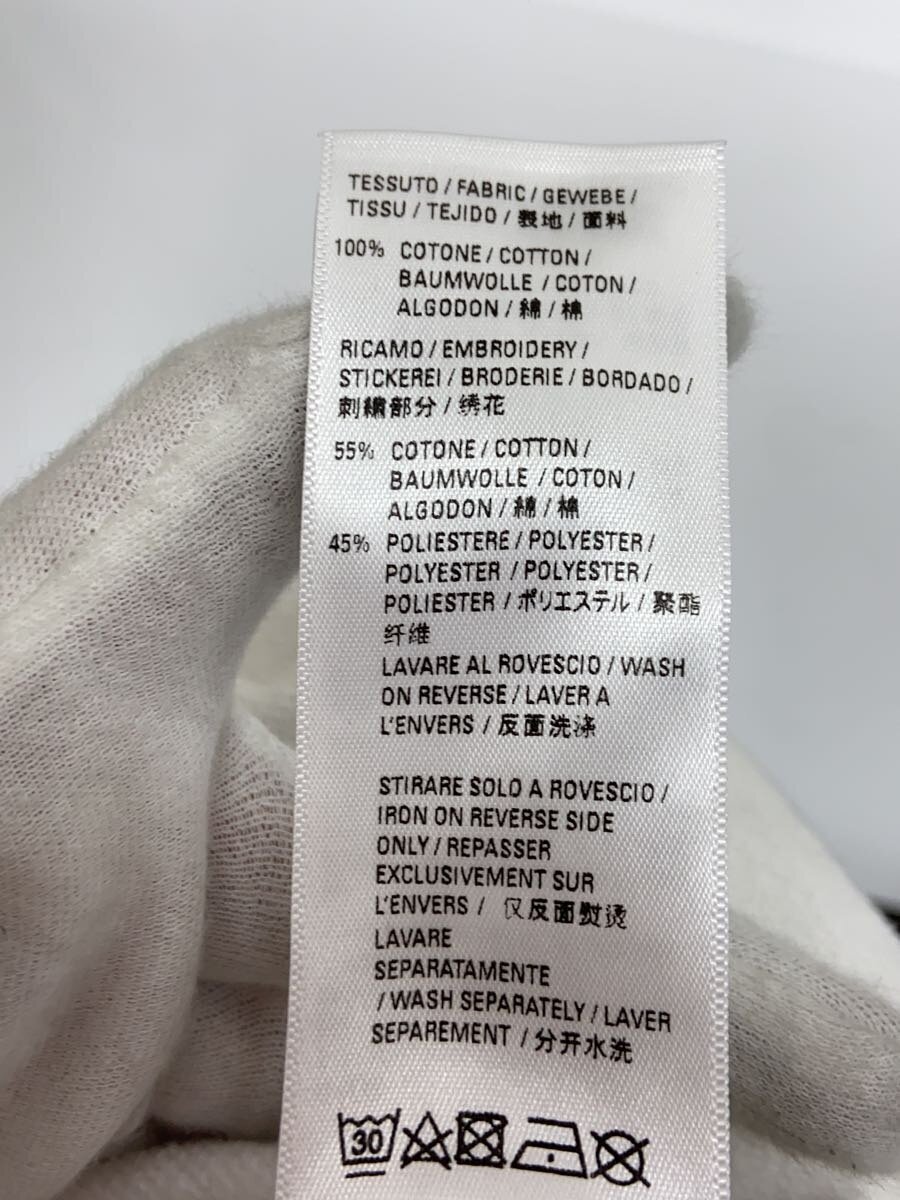 TESSUTO / FABRIC / GEWEBE /
TISSU / TEJIDO / 表地 / 面料
100% COTONE / COTTON /
BAUMWOLLE / COTON /
ALGODON / 綿 / 棉
RICAMO / EMBROIDERY /
STICKEREI / BRODERIE / BORDADO /
刺繍部分 / 绣花
55% COTONE / COTTON /
BAUMWOLLE / COTON /
ALGODON / 綿 / 棉
45% POLIESTERE / POLYESTER /
POLYESTER / POLYESTER /
POLIESTER / ポリエステル / 聚酯
纤维
LAVARE AL ROVESCIO / WASH
ON REVERSE / LAVER A
L'ENVERS / 反面洗涤
STIRARE SOLO A ROVESCIO /
IRON ON REVERSE SIDE
ONLY / REPASSER
EXCLUSIVEMENT SUR
L'ENVERS / 仅反面熨烫
LAVARE
SEPARATAMENTE
/ WASH SEPARATELY / LAVER
SEPAREMENT / 分开水洗
30